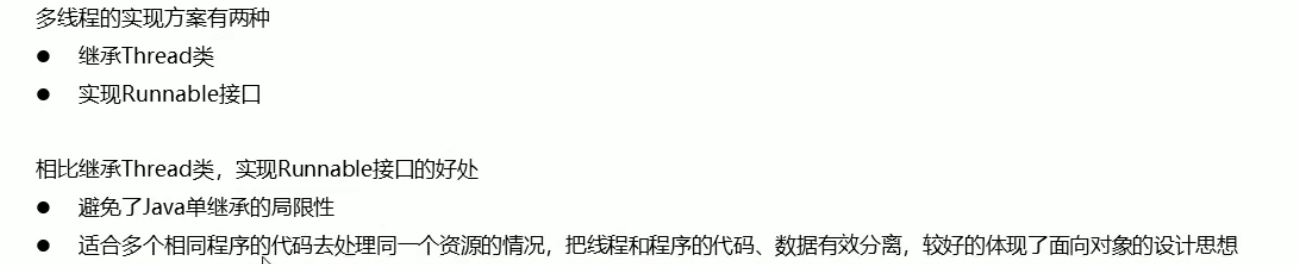 多线程的实现方案有两种
● 继承Thread类
● 实现Runnable接口
相比继承Thread类，实现Runnable接口的好处
● 避免了Java单继承的局限性
● 适合多个相同程序的代码去处理同一个资源的情况，把线程和程序的代码、数据有效分离，较好的体现了面向对象的设计思想